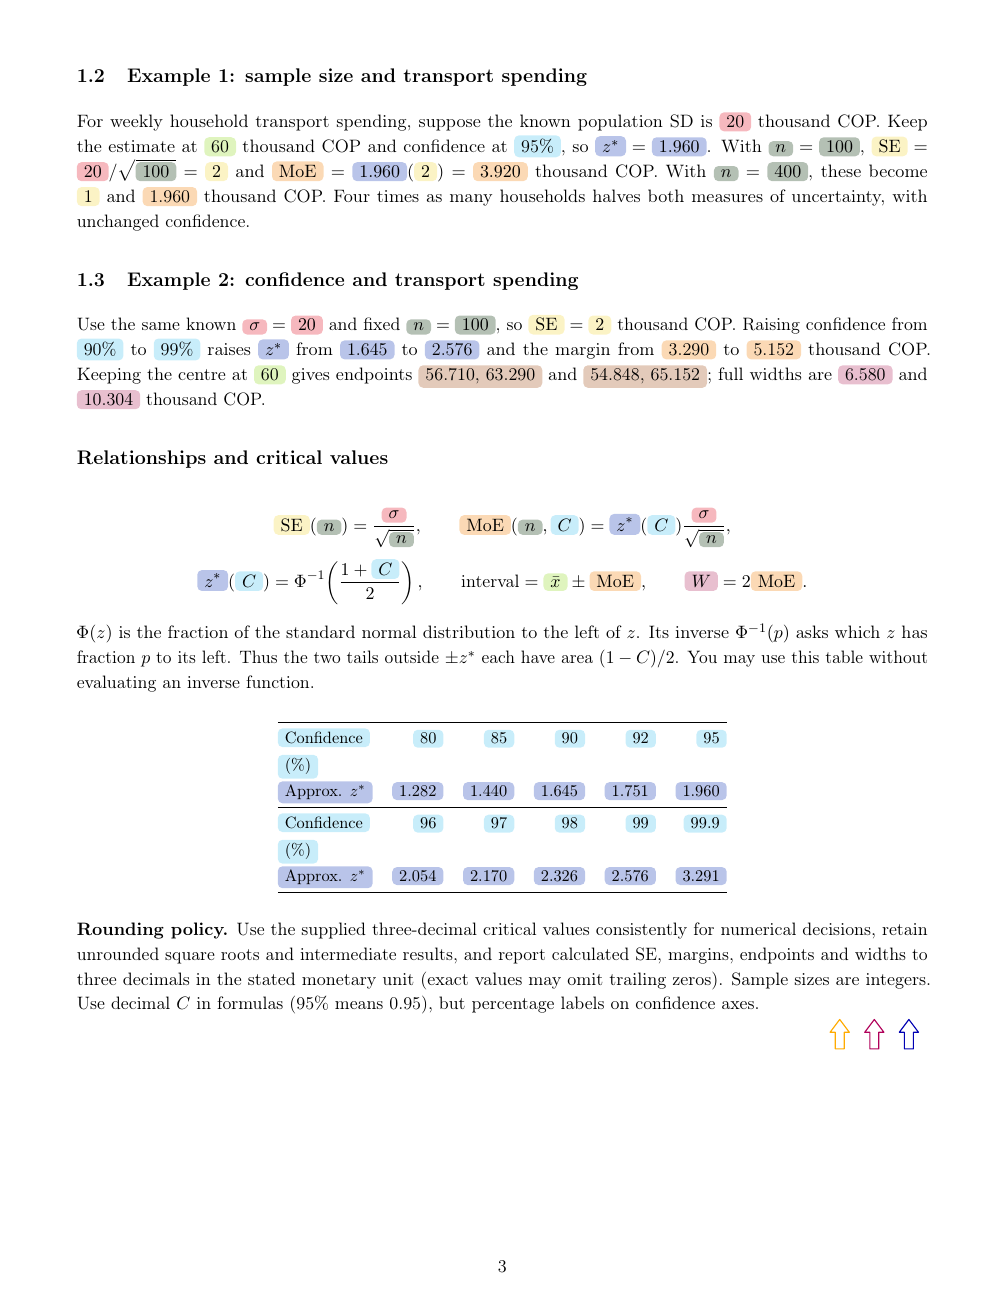 1.2 Example 1: sample size and transport spending
For weekly household transport spending, suppose the known population SD is 20 thousand COP. Keep
the estimate at 60 thousand COP and confidence at 95%, so z* = 1.960. With n = 100, SE =
20/√100 = 2 and MoE = 1.960(2) = 3.920 thousand COP. With n = 400, these become
1 and 1.960 thousand COP. Four times as many households halves both measures of uncertainty, with
unchanged confidence.
1.3 Example 2: confidence and transport spending
Use the same known σ = 20 and fixed n = 100, so SE = 2 thousand COP. Raising confidence from
90% to 99% raises z* from 1.645 to 2.576 and the margin from 3.290 to 5.152 thousand COP.
Keeping the centre at 60 gives endpoints 56.710, 63.290 and 54.848, 65.152; full widths are 6.580 and
10.304 thousand COP.
Relationships and critical values
SE(n) = σ/√n, MoE(n, C) = z*(C) σ/√n,
z*(C) = Φ⁻¹((1 + C)/2), interval = x̄ ± MoE, W = 2 MoE.
Φ(z) is the fraction of the standard normal distribution to the left of z. Its inverse Φ⁻¹(p) asks which z has
fraction p to its left. Thus the two tails outside ±z* each have area (1 − C)/2. You may use this table without
evaluating an inverse function.
Confidence 80 85 90 92 95
(%)
Approx. z* 1.282 1.440 1.645 1.751 1.960
Confidence 96 97 98 99 99.9
(%)
Approx. z* 2.054 2.170 2.326 2.576 3.291
Rounding policy. Use the supplied three-decimal critical values consistently for numerical decisions, retain
unrounded square roots and intermediate results, and report calculated SE, margins, endpoints and widths to
three decimals in the stated monetary unit (exact values may omit trailing zeros). Sample sizes are integers.
Use decimal C in formulas (95% means 0.95), but percentage labels on confidence axes.
3